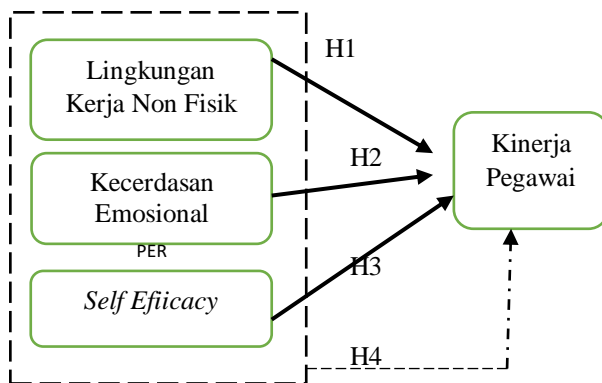 H1
Lingkungan
Kerja Non Fisik
Kinerja
Pegawai
H2
Kecerdasan
Emosional
PER
H3
Self Efiicacy
H4